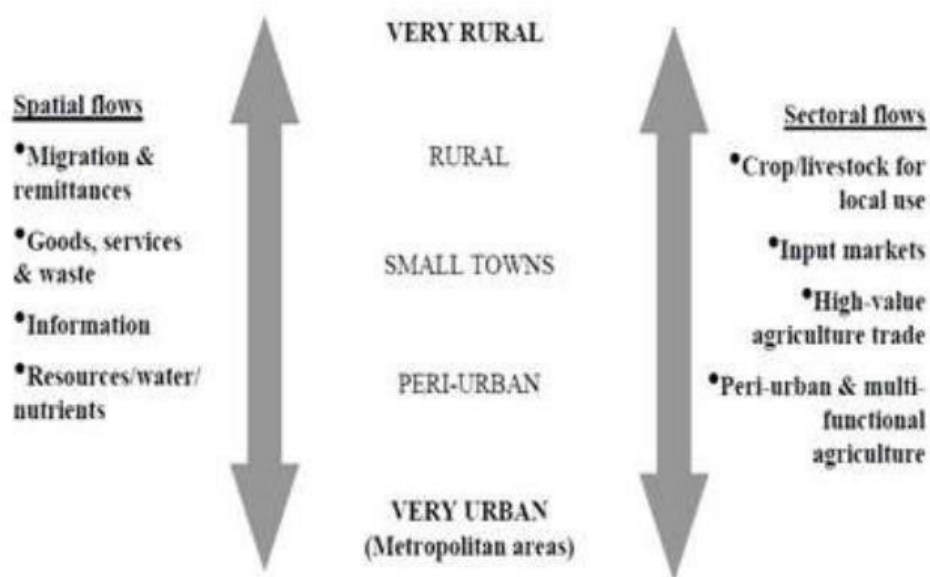 VERY RURAL
Spatial flows
•Migration &
remittances
•Goods, services
& waste
•Information
•Resources/water/
nutrients
RURAL
SMALL TOWNS
PERI-URBAN
VERY URBAN
(Metropolitan areas)
Sectoral flows
•Crop/livestock for
local use
•Input markets
•High-value
agriculture trade
•Peri-urban & multi-
functional
agriculture